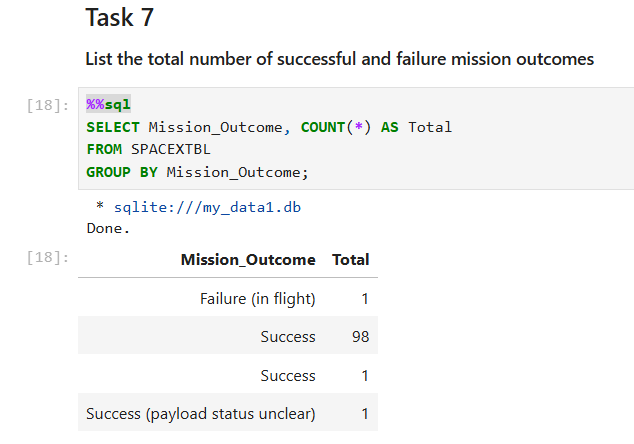 Task 7
List the total number of successful and failure mission outcomes
[18]: %%sql
SELECT Mission_Outcome, COUNT(*) AS Total
FROM SPACEXTBL
GROUP BY Mission_Outcome;
* sqlite:///my_data1.db
Done.
[18]: Mission_Outcome Total
Failure (in flight) 1
Success 98
Success 1
Success (payload status unclear) 1